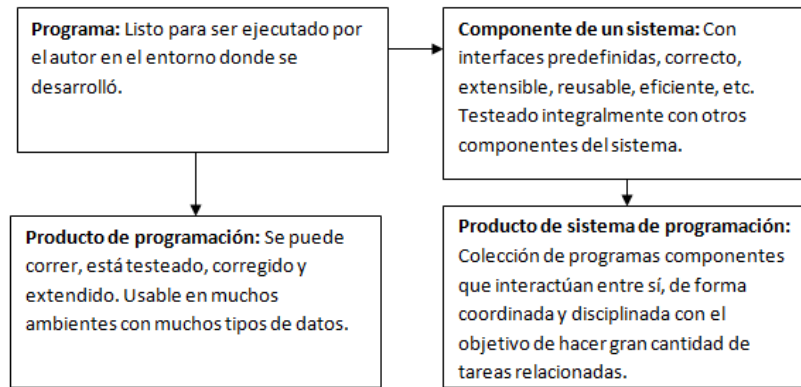 Programa: Listo para ser ejecutado por
el autor en el entorno donde se
desarrolló.
Componente de un sistema: Con
interfaces predefinidas, correcto,
extensible, reusable, eficiente, etc.
Testeado integralmente con otros
componentes del sistema.
Producto de programación: Se puede
correr, está testeado, corregido y
extendido. Usable en muchos
ambientes con muchos tipos de datos.
Producto de sistema de programación:
Colección de programas componentes
que interactúan entre sí, de forma
coordinada y disciplinada con el
objetivo de hacer gran cantidad de
tareas relacionadas.